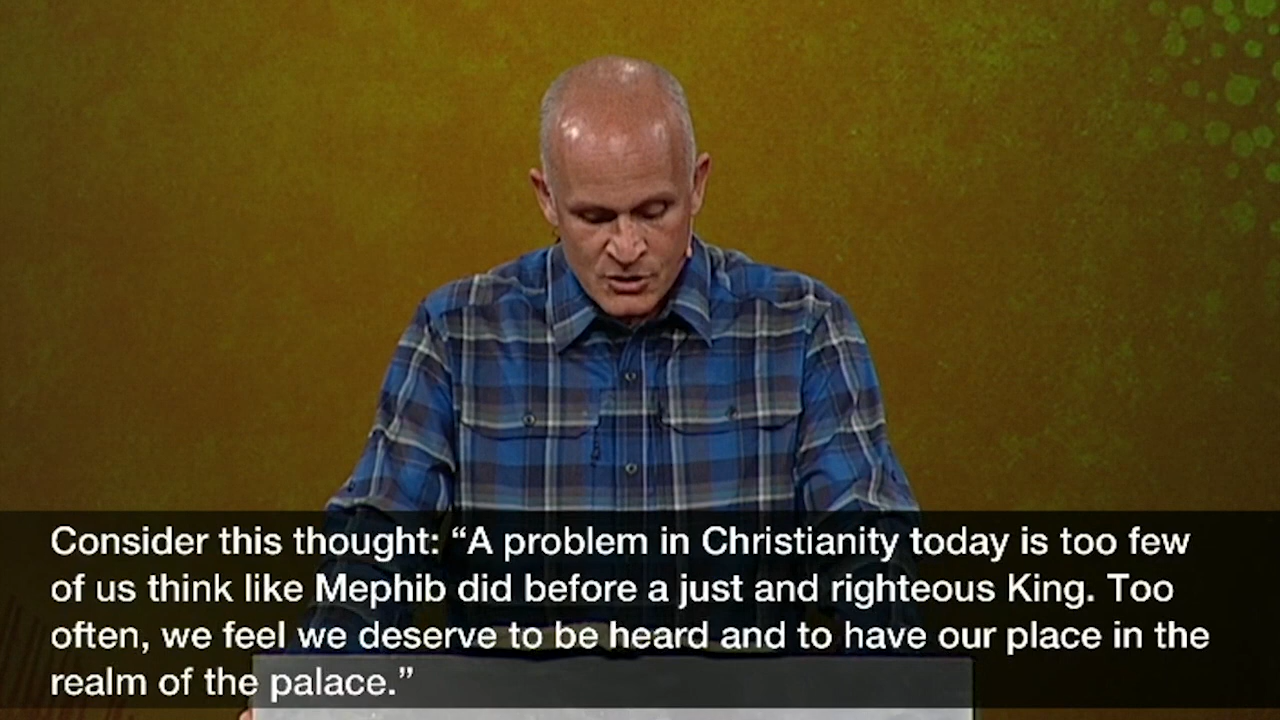 Consider this thought: “A problem in Christianity today is too few
of us think like Mephib did before a just and righteous King. Too
often, we feel we deserve to be heard and to have our place in the
realm of the palace.”